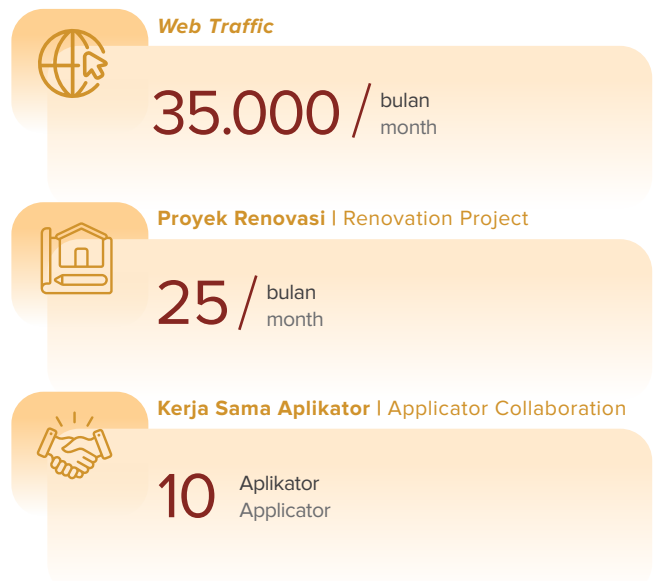 Web Traffic
35.000 / bulan
month
Proyek Renovasi | Renovation Project
25 / bulan
month
Kerja Sama Aplikator | Applicator Collaboration
10 Aplikator
Applicator